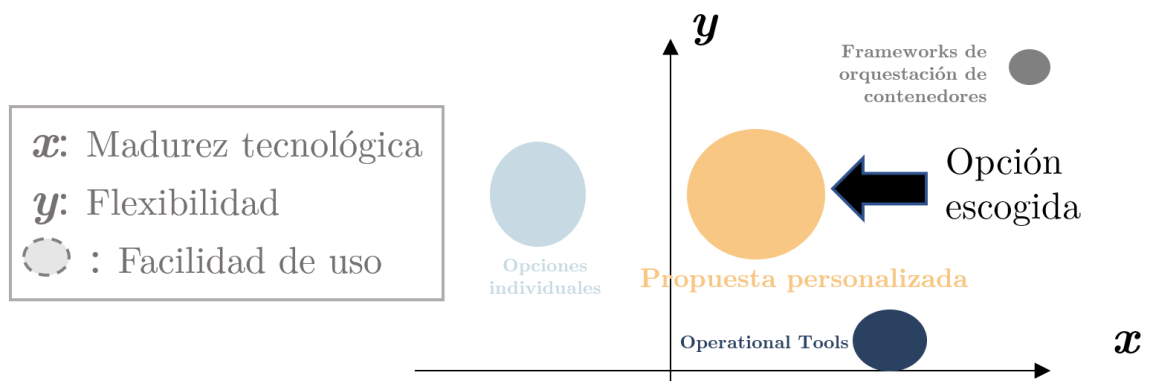 y
Frameworks de
orquestación de
contenedores
x: Madurez tecnológica
y: Flexibilidad
: Facilidad de uso
Opción
escogida
Opciones
individuales
Propuesta personalizada
Operational Tools
x